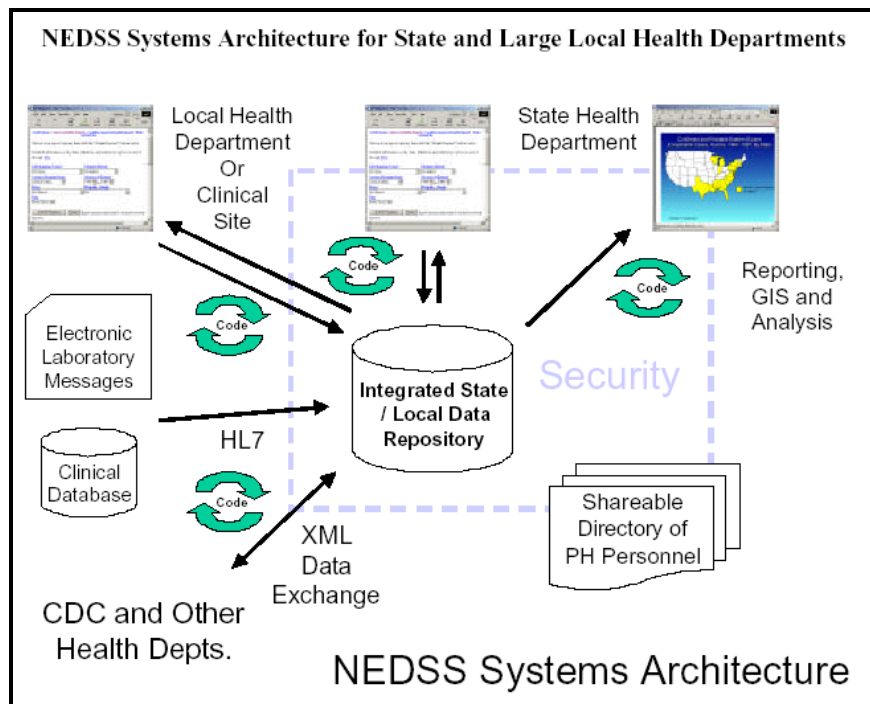 NEDSS Systems Architecture for State and Large Local Health Departments
Local Health
Department
Or
Clinical
Site
State Health
Department
Code
Code
Code
Reporting,
GIS and
Analysis
Electronic
Laboratory
Messages
Integrated State
/ Local Data
Repository
Security
HL7
Clinical
Database
Code
Shareable
Directory of
PH Personnel
XML
Data
Exchange
CDC and Other
Health Depts.
NEDSS Systems Architecture